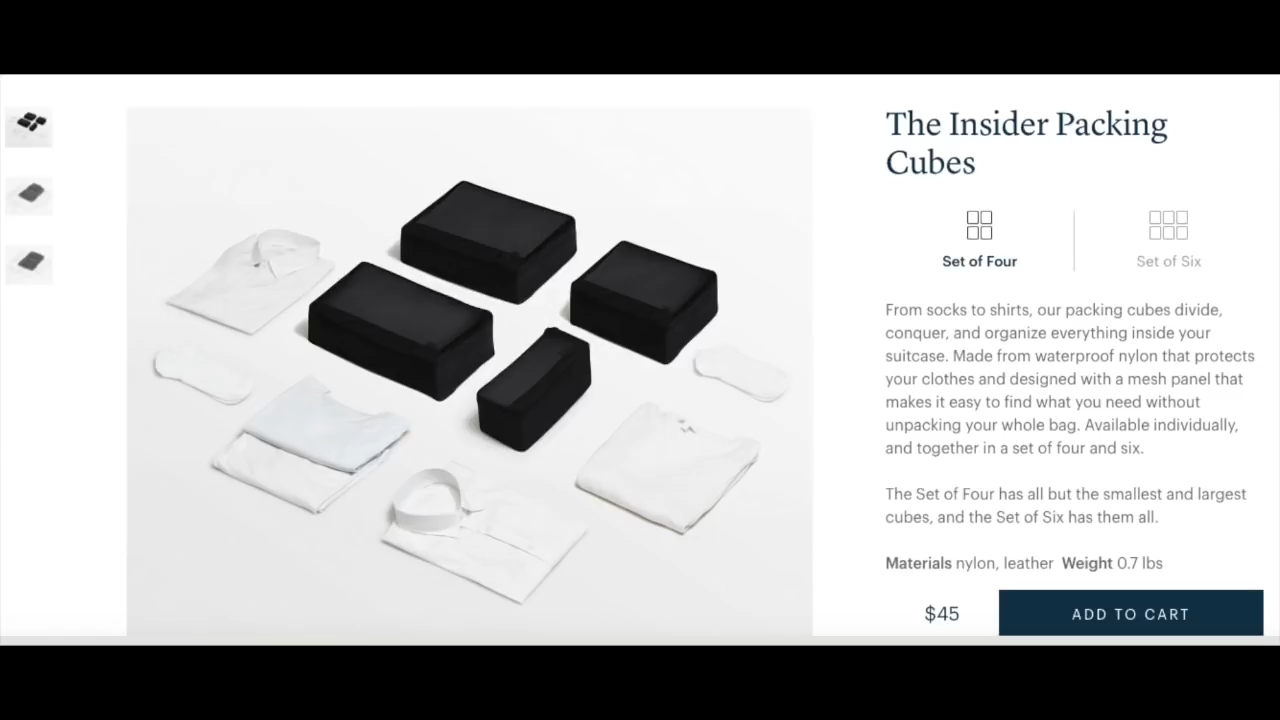 The Insider Packing
Cubes
Set of Four
Set of Six
From socks to shirts, our packing cubes divide,
conquer, and organize everything inside your
suitcase. Made from waterproof nylon that protects
your clothes and designed with a mesh panel that
makes it easy to find what you need without
unpacking your whole bag. Available individually,
and together in a set of four and six.
The Set of Four has all but the smallest and largest
cubes, and the Set of Six has them all.
Materials nylon, leather Weight 0.7 lbs
$45
ADD TO CART